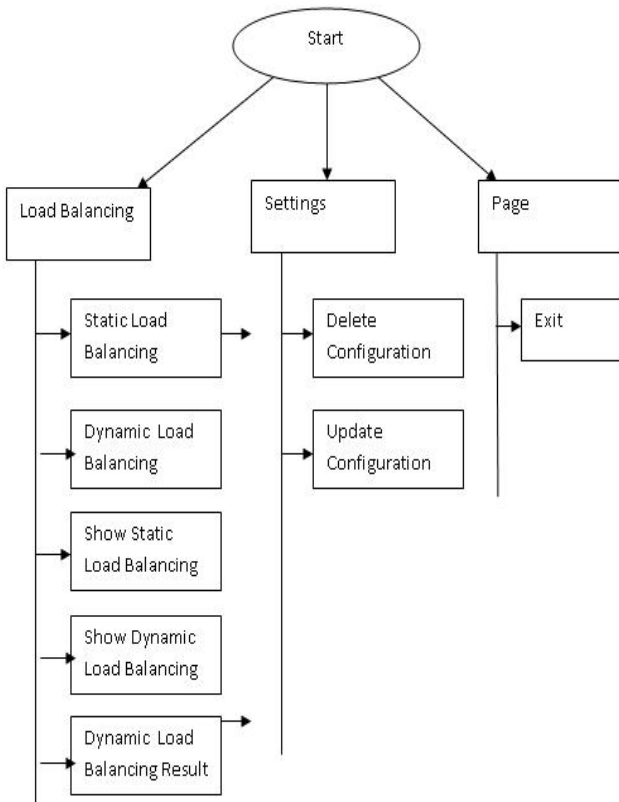 Start
Load Balancing
Settings
Page
Static Load
Balancing
Delete
Configuration
Exit
Dynamic Load
Balancing
Update
Configuration
Show Static
Load Balancing
Show Dynamic
Load Balancing
Dynamic Load
Balancing Result